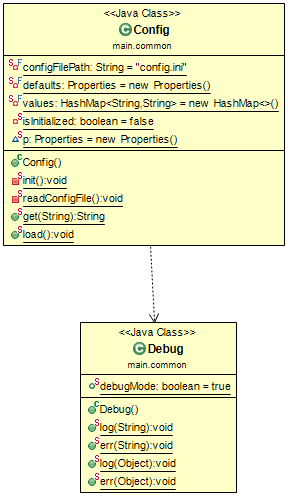 <<Java Class>>
Config
main.common
configFilePath: String = "config.ini"
defaults: Properties = new Properties()
values: HashMap<String,String> = new HashMap<>()
isInitialized: boolean = false
p: Properties = new Properties()
Config()
init():void
readConfigFile():void
get(String):String
load():void
<<Java Class>>
Debug
main.common
debugMode: boolean = true
Debug()
log(String):void
err(String):void
log(Object):void
err(Object):void